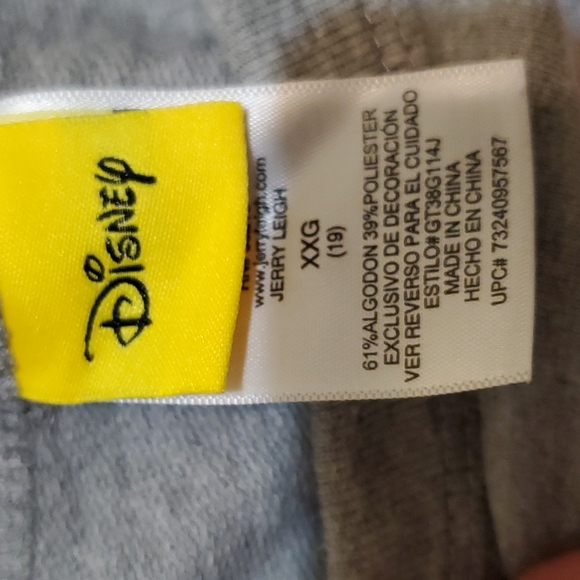 Disney
www.jerryleigh.com
JERRY LEIGH
XXG
(19)
61%ALGODON 39%POLIESTER
EXCLUSIVO DE DECORACIÓN
VER REVERSO PARA EL CUIDADO
ESTILO#GT38G114J
MADE IN CHINA
HECHO EN CHINA
UPC# 73240957567